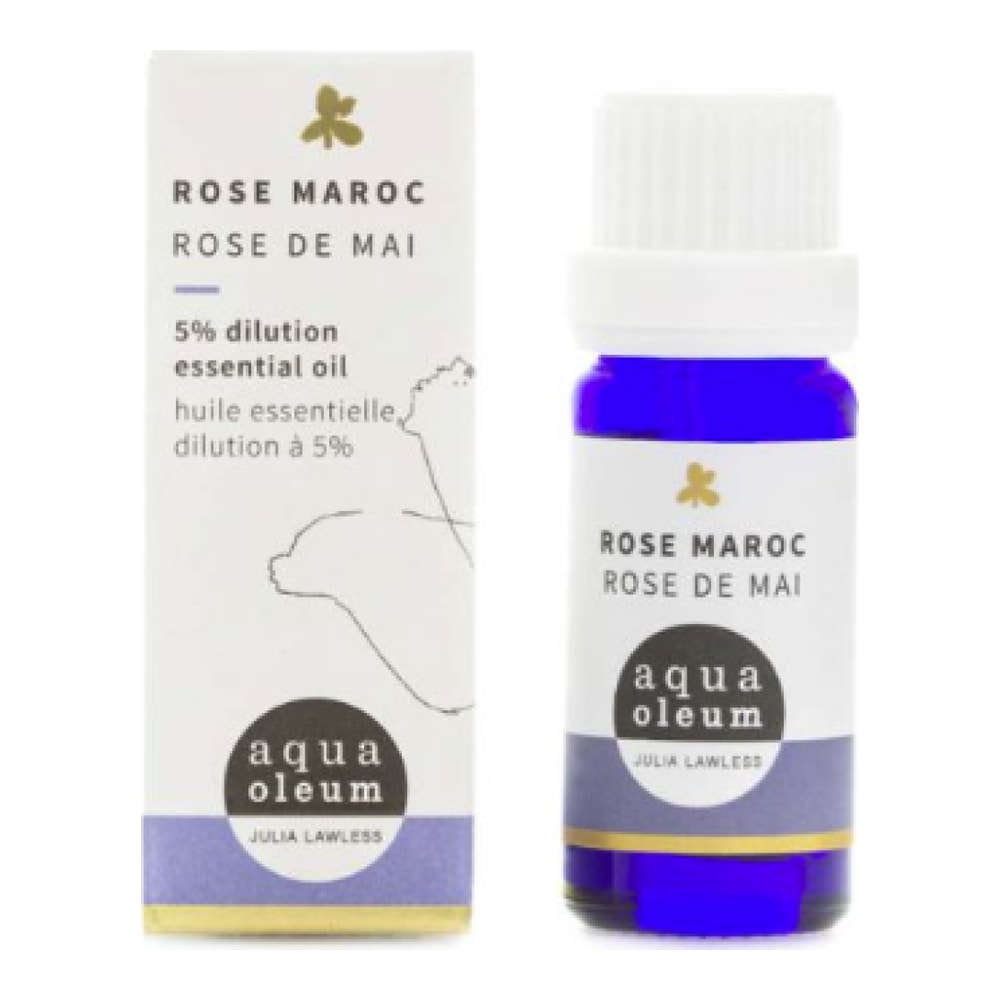 ROSE MAROC
ROSE DE MAI
5% dilution
essential oil
huile essentielle
dilution à 5%
aqua
oleum
JULIA LAWLESS
ROSE MAROC
ROSE DE MAI
aqua
oleum
JULIA LAWLESS